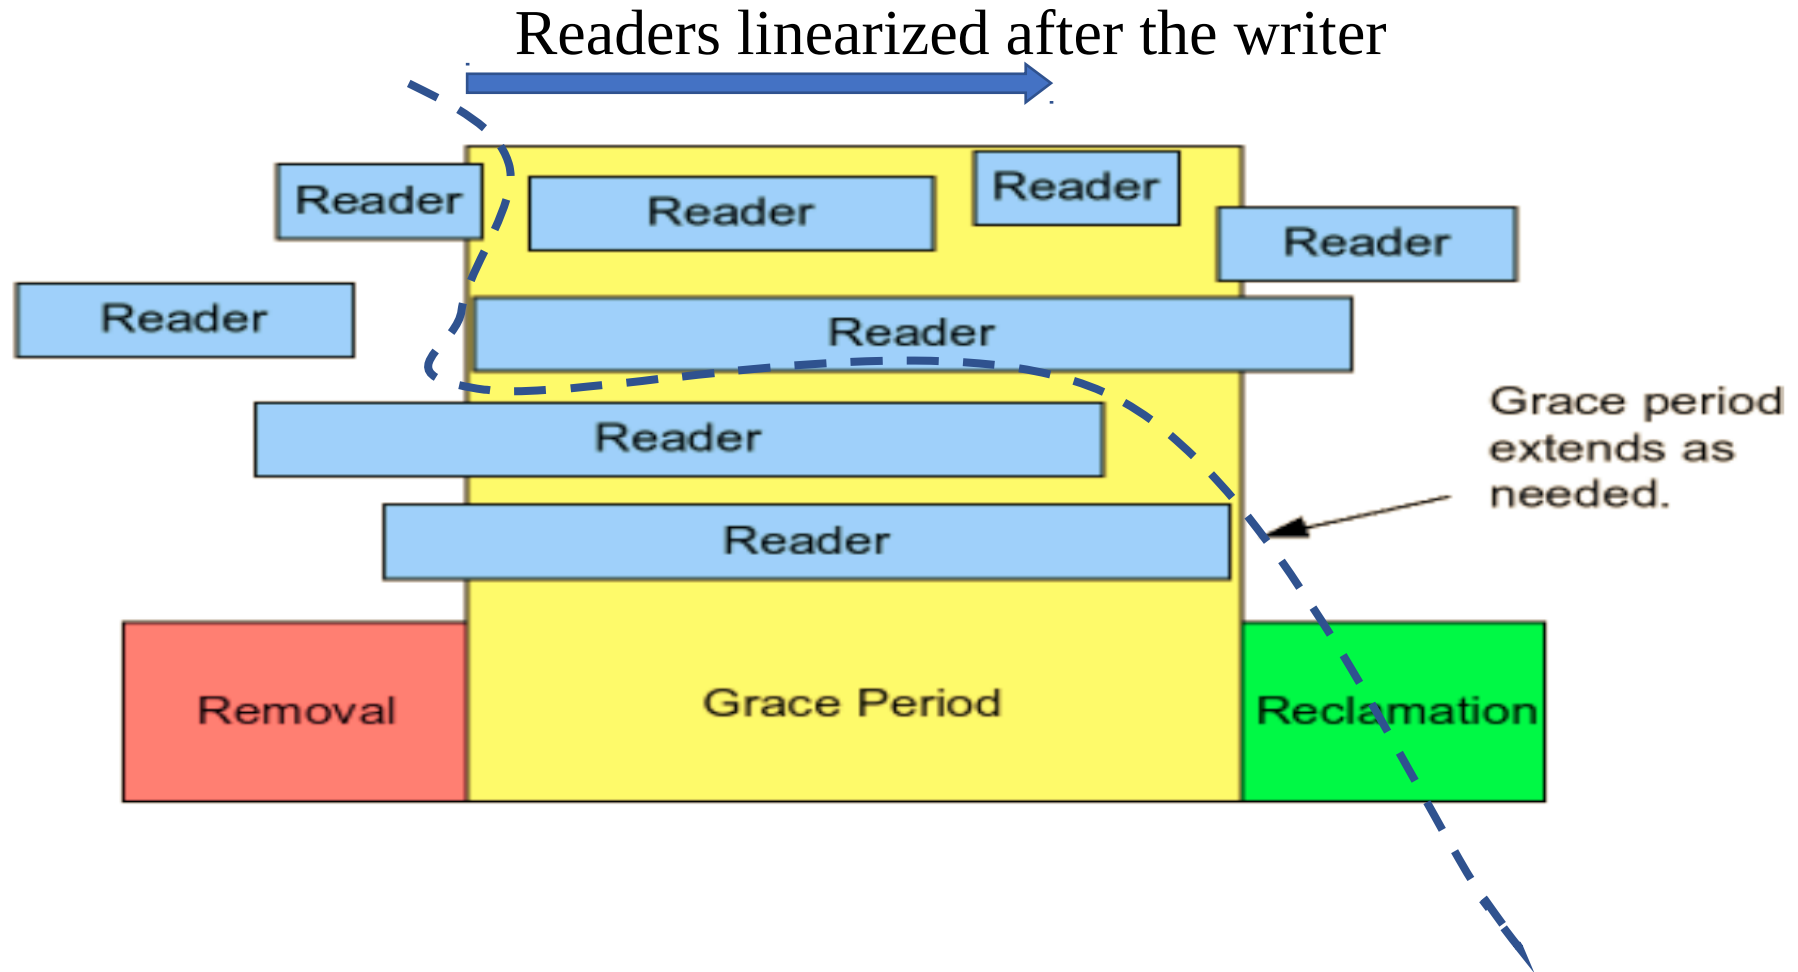 Readers linearized after the writer
Reader
Reader
Reader
Reader
Reader
Reader
Reader
Reader
Grace period
extends as
needed.
Removal
Grace Period
Reclamation